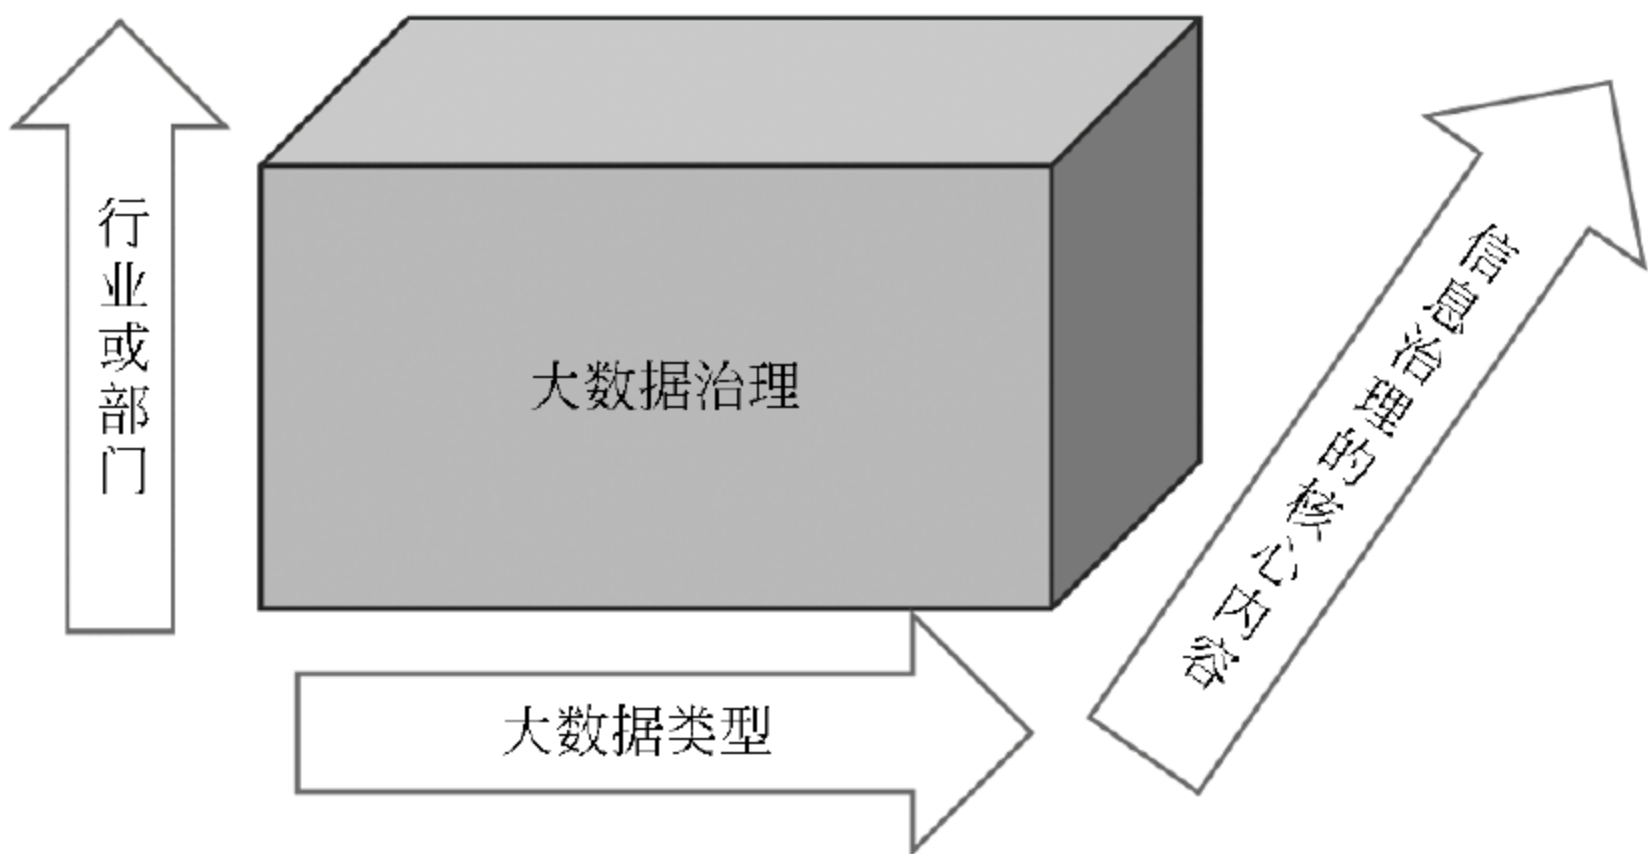 行业或部门
大数据治理
信息治理的核心内容
大数据类型